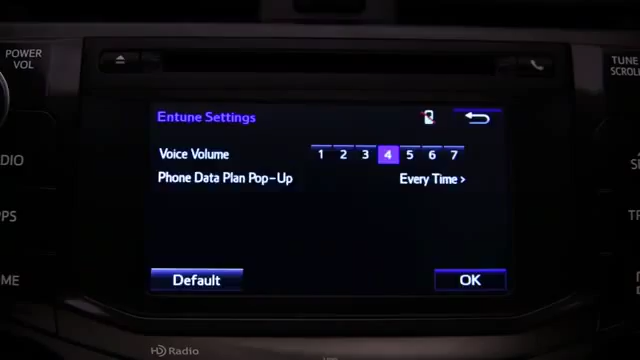 POWER
VOL
TUNE
SCROLL
Entune Settings
Voice Volume 1 2 3 4 5 6 7
Phone Data Plan Pop-Up Every Time >
Default OK
HD Radio